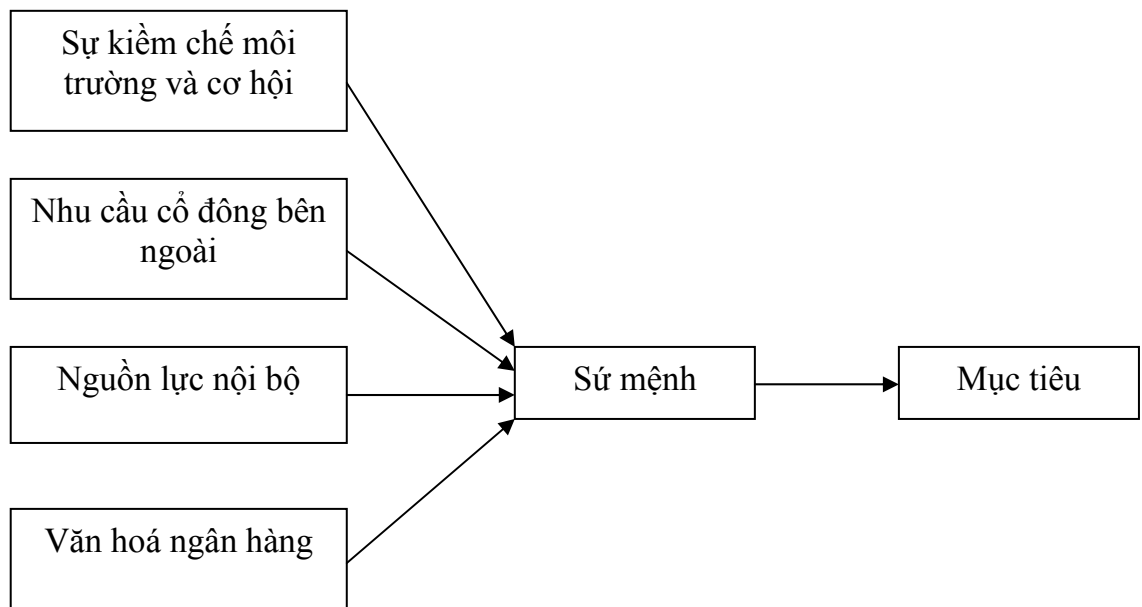 Sự kiềm chế môi
trường và cơ hội
Nhu cầu cổ đông bên
ngoài
Nguồn lực nội bộ
Sứ mệnh
Mục tiêu
Văn hoá ngân hàng